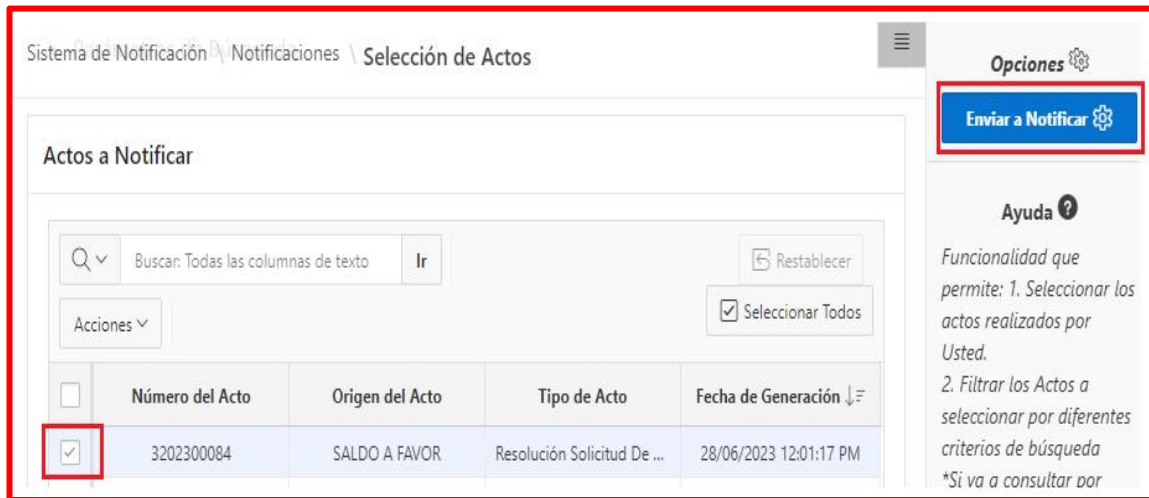 Sistema de Notificación \ Notificaciones \ Selección de Actos
Opciones
Enviar a Notificar
Actos a Notificar
Buscar: Todas las columnas de texto Ir
Restablecer
Acciones
Seleccionar Todos
Número del Acto Origen del Acto Tipo de Acto Fecha de Generación
3202300084 SALDO A FAVOR Resolución Solicitud De ... 28/06/2023 12:01:17 PM
Ayuda
Funcionalidad que
permite: 1. Seleccionar los
actos realizados por
Usted.
2. Filtrar los Actos a
seleccionar por diferentes
criterios de búsqueda
*Si va a consultar por